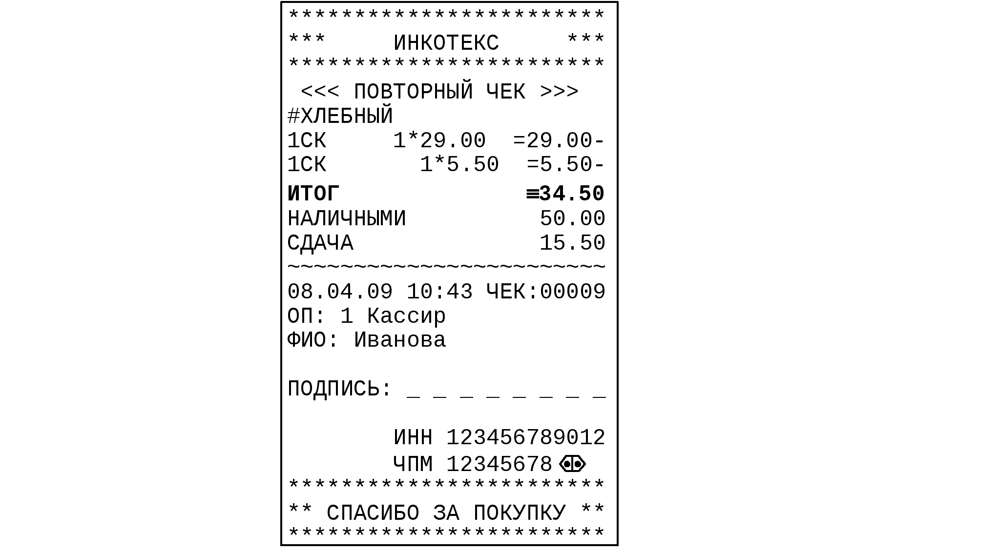 ************************
***     ИНКОТЕКС     ***
************************
<<< ПОВТОРНЫЙ ЧЕК >>>
#ХЛЕБНЫЙ
1СК     1*29.00  =29.00-
1СК       1*5.50  =5.50-
ИТОГ ≡34.50
НАЛИЧНЫМИ 50.00
СДАЧА 15.50
~~~~~~~~~~~~~~~~~~~~~~~~
08.04.09 10:43 ЧЕК:00009
ОП: 1 Кассир
ФИО: Иванова
ПОДПИСЬ: _ _ _ _ _ _ _ _
ИНН 123456789012
ЧПМ 12345678
************************
** СПАСИБО ЗА ПОКУПКУ **
************************